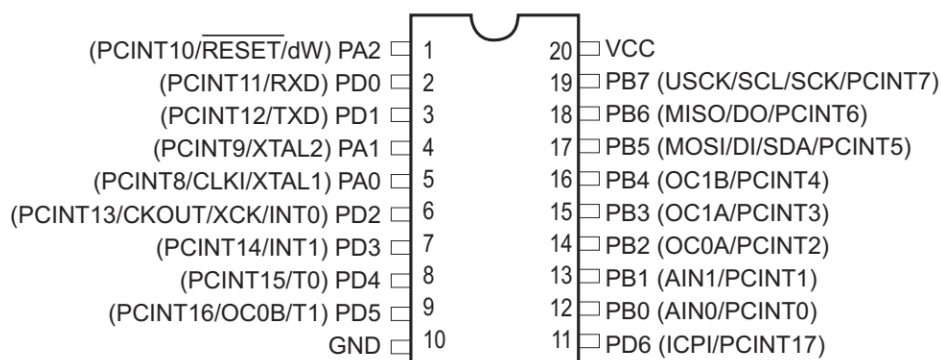 (PCINT10/RESET/dW) PA2 1 20 VCC
(PCINT11/RXD) PD0 2 19 PB7 (USCK/SCL/SCK/PCINT7)
(PCINT12/TXD) PD1 3 18 PB6 (MISO/DO/PCINT6)
(PCINT9/XTAL2) PA1 4 17 PB5 (MOSI/DI/SDA/PCINT5)
(PCINT8/CLKI/XTAL1) PA0 5 16 PB4 (OC1B/PCINT4)
(PCINT13/CKOUT/XCK/INT0) PD2 6 15 PB3 (OC1A/PCINT3)
(PCINT14/INT1) PD3 7 14 PB2 (OC0A/PCINT2)
(PCINT15/T0) PD4 8 13 PB1 (AIN1/PCINT1)
(PCINT16/OC0B/T1) PD5 9 12 PB0 (AIN0/PCINT0)
GND 10 11 PD6 (ICPI/PCINT17)